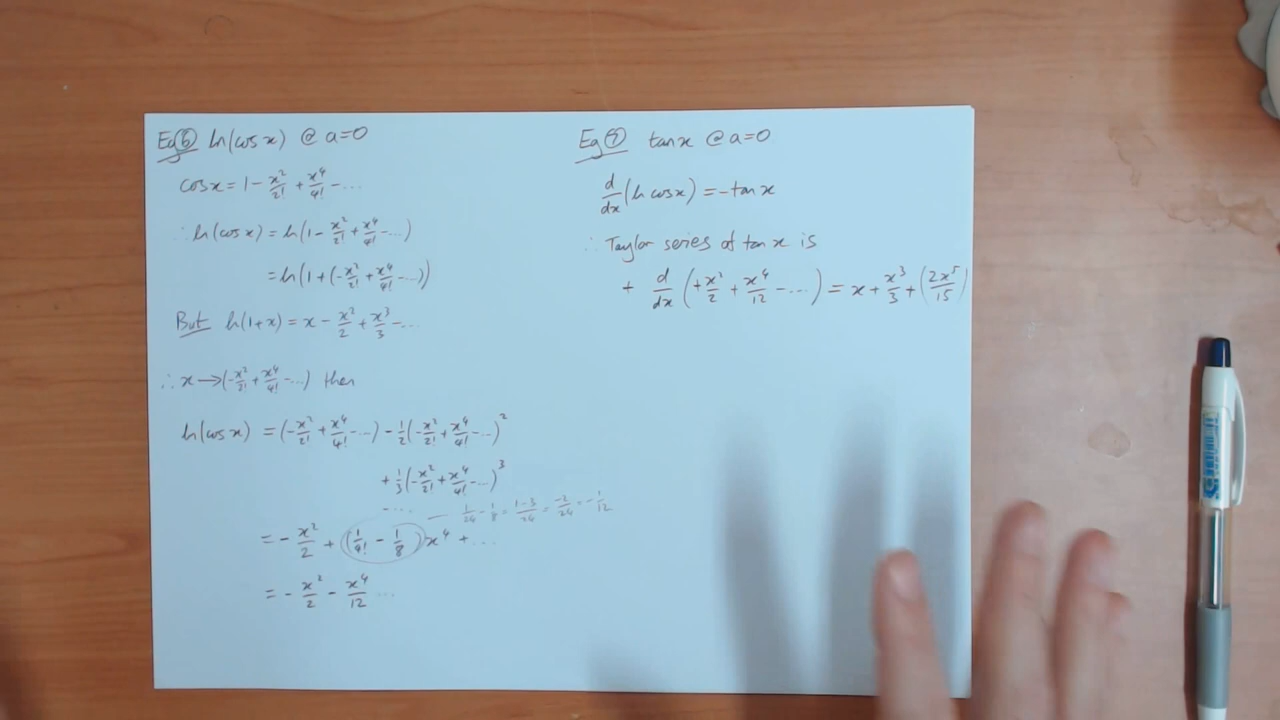 Eg⑥ ln(cos x) @ a=0
cos x = 1 - x²/2! + x⁴/4! - ...
∴ ln(cos x) = ln(1 - x²/2! + x⁴/4! - ...)
= ln(1 + (-x²/2! + x⁴/4! - ...))
But ln(1+x) = x - x²/2 + x³/3 - ...
∴ x → (-x²/2! + x⁴/4! - ...) then
ln(cos x) = (-x²/2! + x⁴/4! - ...) - 1/2(-x²/2! + x⁴/4! - ...)²
+ 1/3(-x²/2! + x⁴/4! - ...)³
- .... — 1/24 - 1/8 = 1-3/24 = -2/24 = -1/12
= - x²/2 + (1/4! - 1/8) x⁴ + ...
= - x²/2 - x⁴/12 ...
Eg⑦ tan x @ a=0
d/dx (ln cos x) = - tan x
∴ Taylor series of tan x is
+ d/dx (+x²/2 + x⁴/12 - ....) = x + x³/3 + (2x⁵/15)